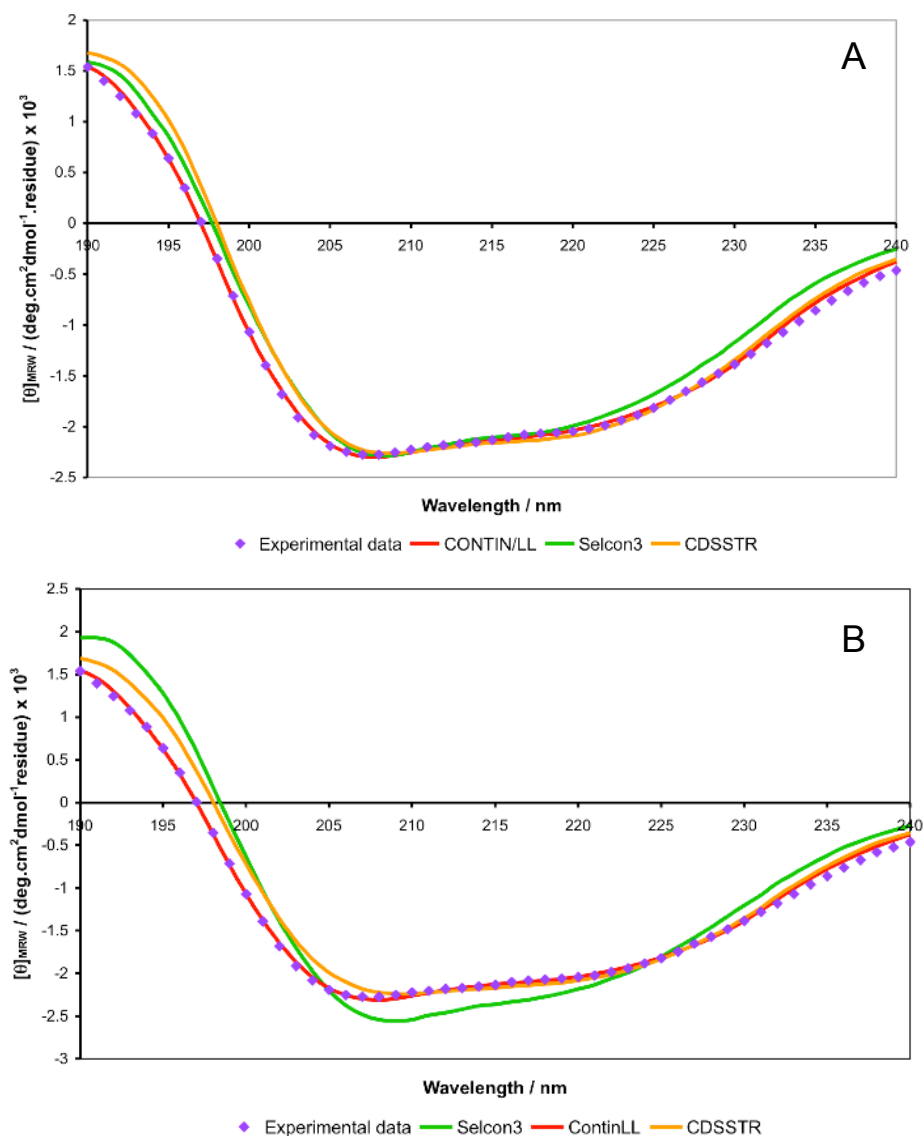 A
2
1.5
1
0.5
0
-0.5
-1
-1.5
-2
-2.5
190 195 200 205 210 215 220 225 230 235 240
[θ]MRW / (deg.cm²dmol⁻¹.residue) x 10³
Wavelength / nm
Experimental data CONTIN/LL Selcon3 CDSSTR
B
2.5
2
1.5
1
0.5
0
-0.5
-1
-1.5
-2
-2.5
-3
190 195 200 205 210 215 220 225 230 235 240
[θ]MRW / (deg.cm²dmol⁻¹residue) x 10³
Wavelength / nm
Experimental data Selcon3 ContinLL CDSSTR